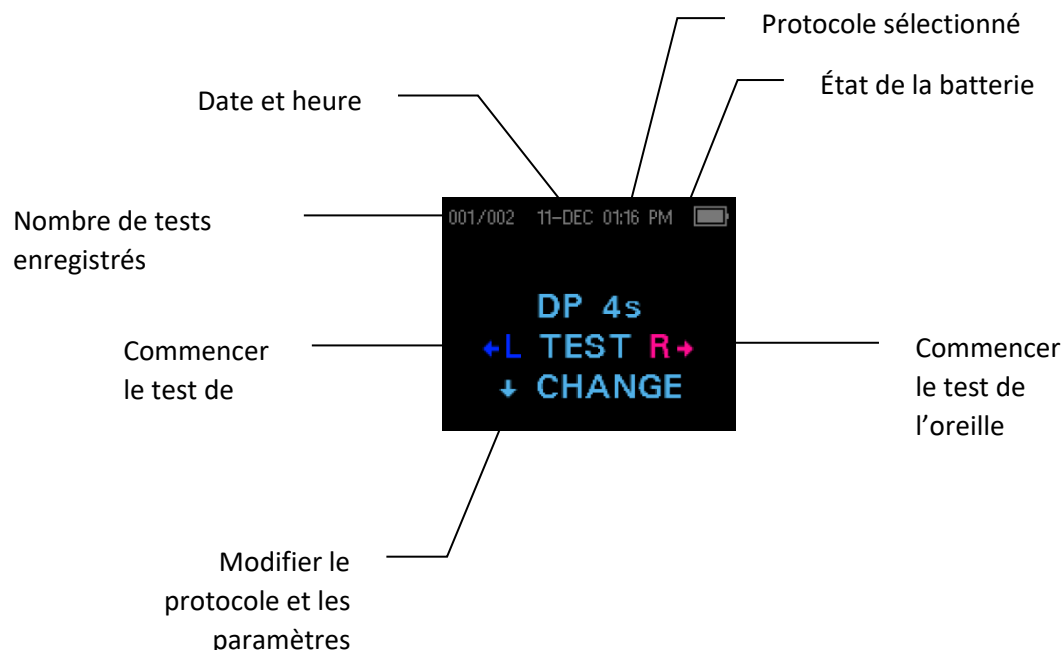 Protocole sélectionné
État de la batterie
Date et heure
Nombre de tests
enregistrés
001/002 11-DEC 01:16 PM
DP 4s
←L TEST R→
↓ CHANGE
Commencer
le test de
Commencer
le test de
l’oreille
Modifier le
protocole et les
paramètres